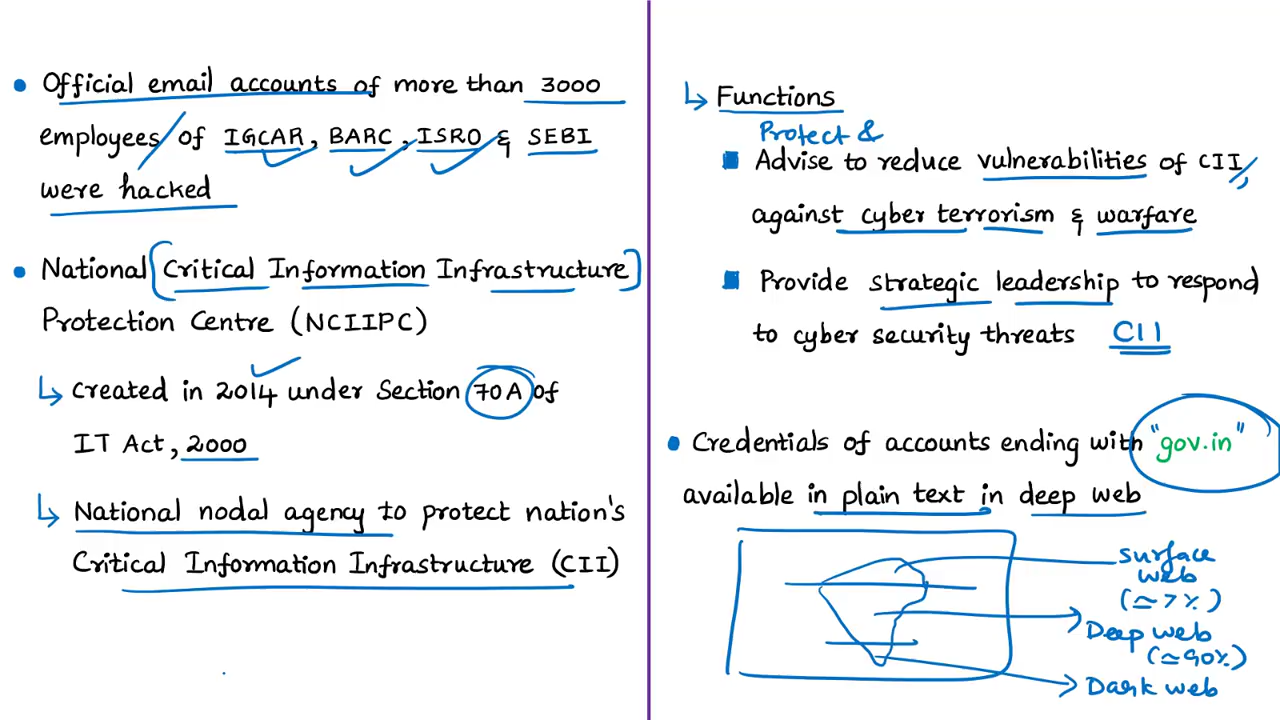 • Official email accounts of more than 3000
employees of IGCAR, BARC, ISRO & SEBI
were hacked
• National [Critical Information Infrastructure]
Protection Centre (NCIIPC)
↳ Created in 2014 under Section 70A of
IT Act, 2000
↳ National nodal agency to protect nation's
Critical Information Infrastructure (CII)
↳ Functions
Protect &
■ Advise to reduce vulnerabilities of CII,
against cyber terrorism & warfare
■ Provide strategic leadership to respond
to cyber security threats CII
• Credentials of accounts ending with "gov.in"
available in plain text in deep web
Surface
web
(≃7%)
Deep web
(≃90%)
Dark web